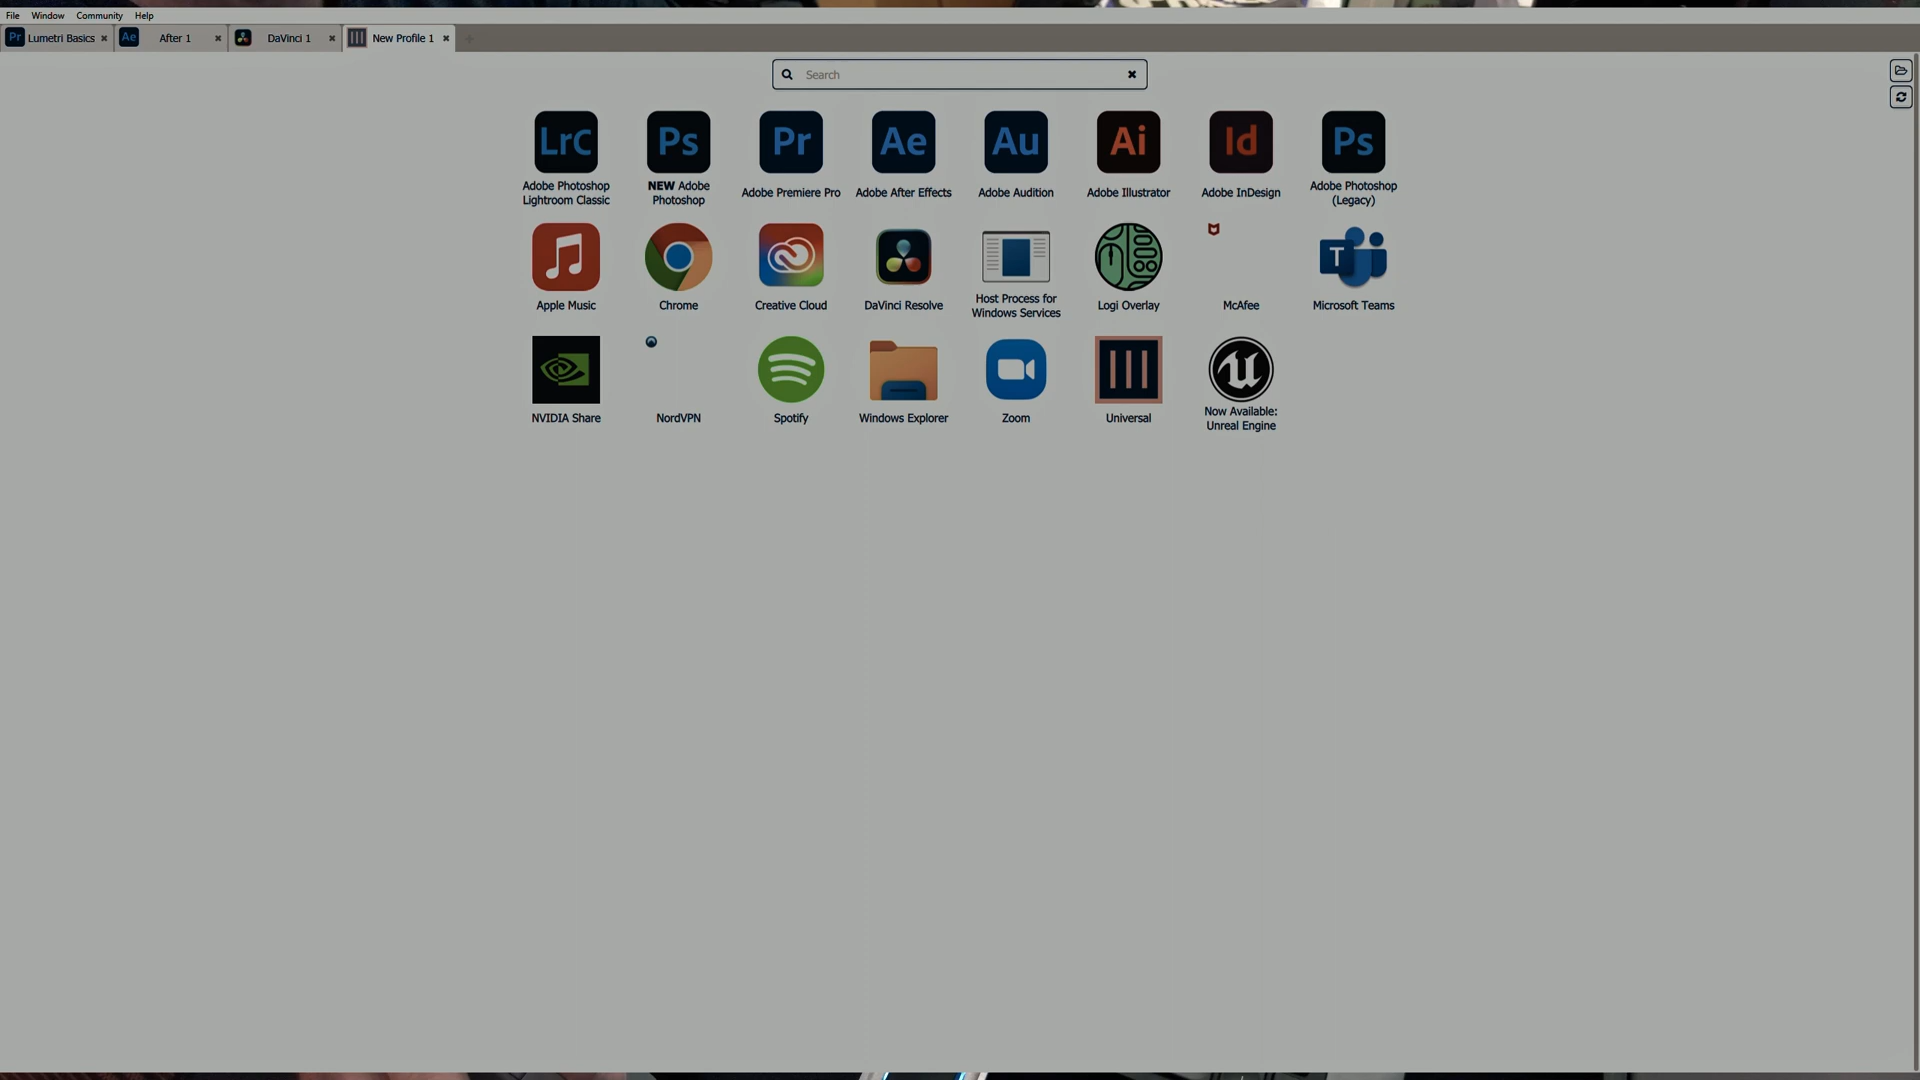 File Window Community Help
Pr Lumetri Basics Ae After 1 DaVinci 1 New Profile 1
Search
LrC Ps Pr Ae Au Ai Id Ps
Adobe Photoshop Lightroom Classic
NEW Adobe Photoshop
Adobe Premiere Pro
Adobe After Effects
Adobe Audition
Adobe Illustrator
Adobe InDesign
Adobe Photoshop (Legacy)
T
Apple Music
Chrome
Creative Cloud
DaVinci Resolve
Host Process for Windows Services
Logi Overlay
McAfee
Microsoft Teams
NVIDIA Share
NordVPN
Spotify
Windows Explorer
Zoom
Universal
Now Available: Unreal Engine